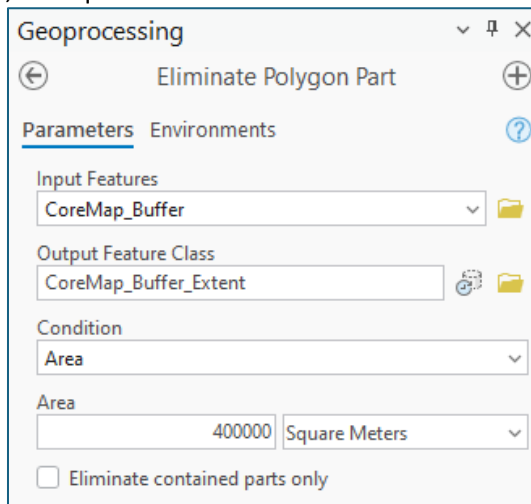 Geoprocessing
Eliminate Polygon Part
Parameters Environments
Input Features
CoreMap_Buffer
Output Feature Class
CoreMap_Buffer_Extent
Condition
Area
Area
400000 Square Meters
Eliminate contained parts only